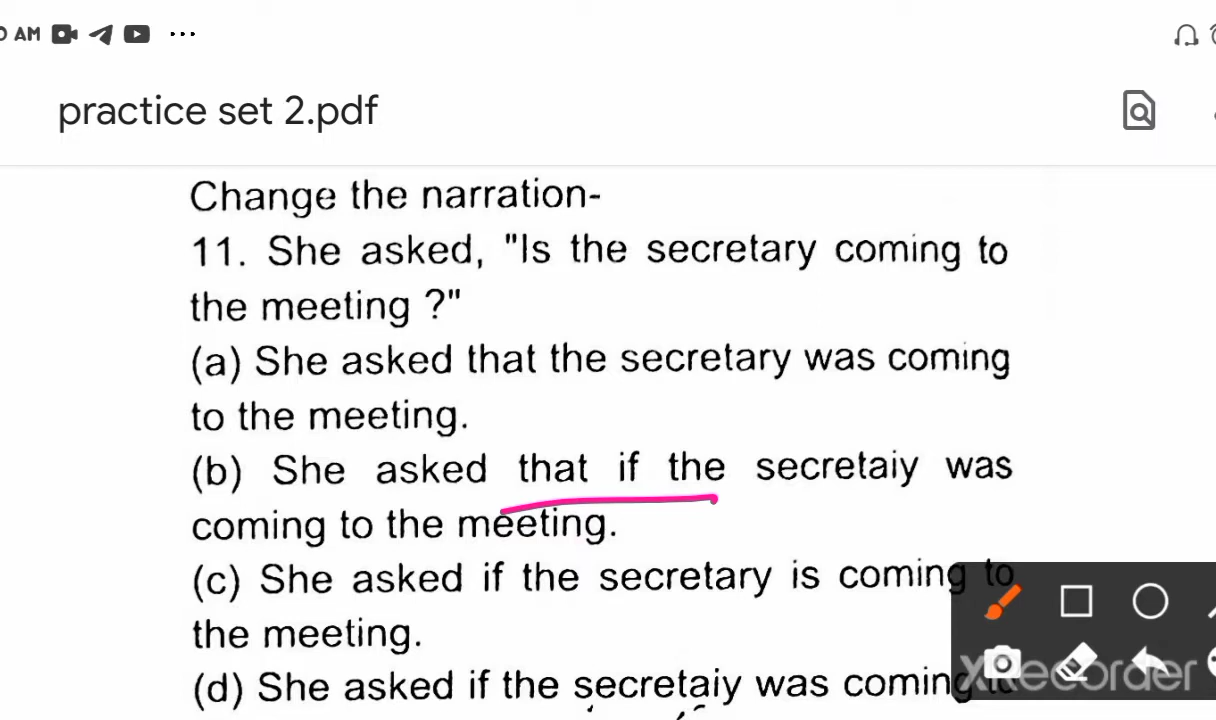 0 AM ...
practice set 2.pdf
Change the narration-
11. She asked, "Is the secretary coming to
the meeting ?"
(a) She asked that the secretary was coming
to the meeting.
(b) She asked that if the secretaiy was
coming to the meeting.
(c) She asked if the secretary is coming to
the meeting.
(d) She asked if the secretaiy was coming to
XRecorder